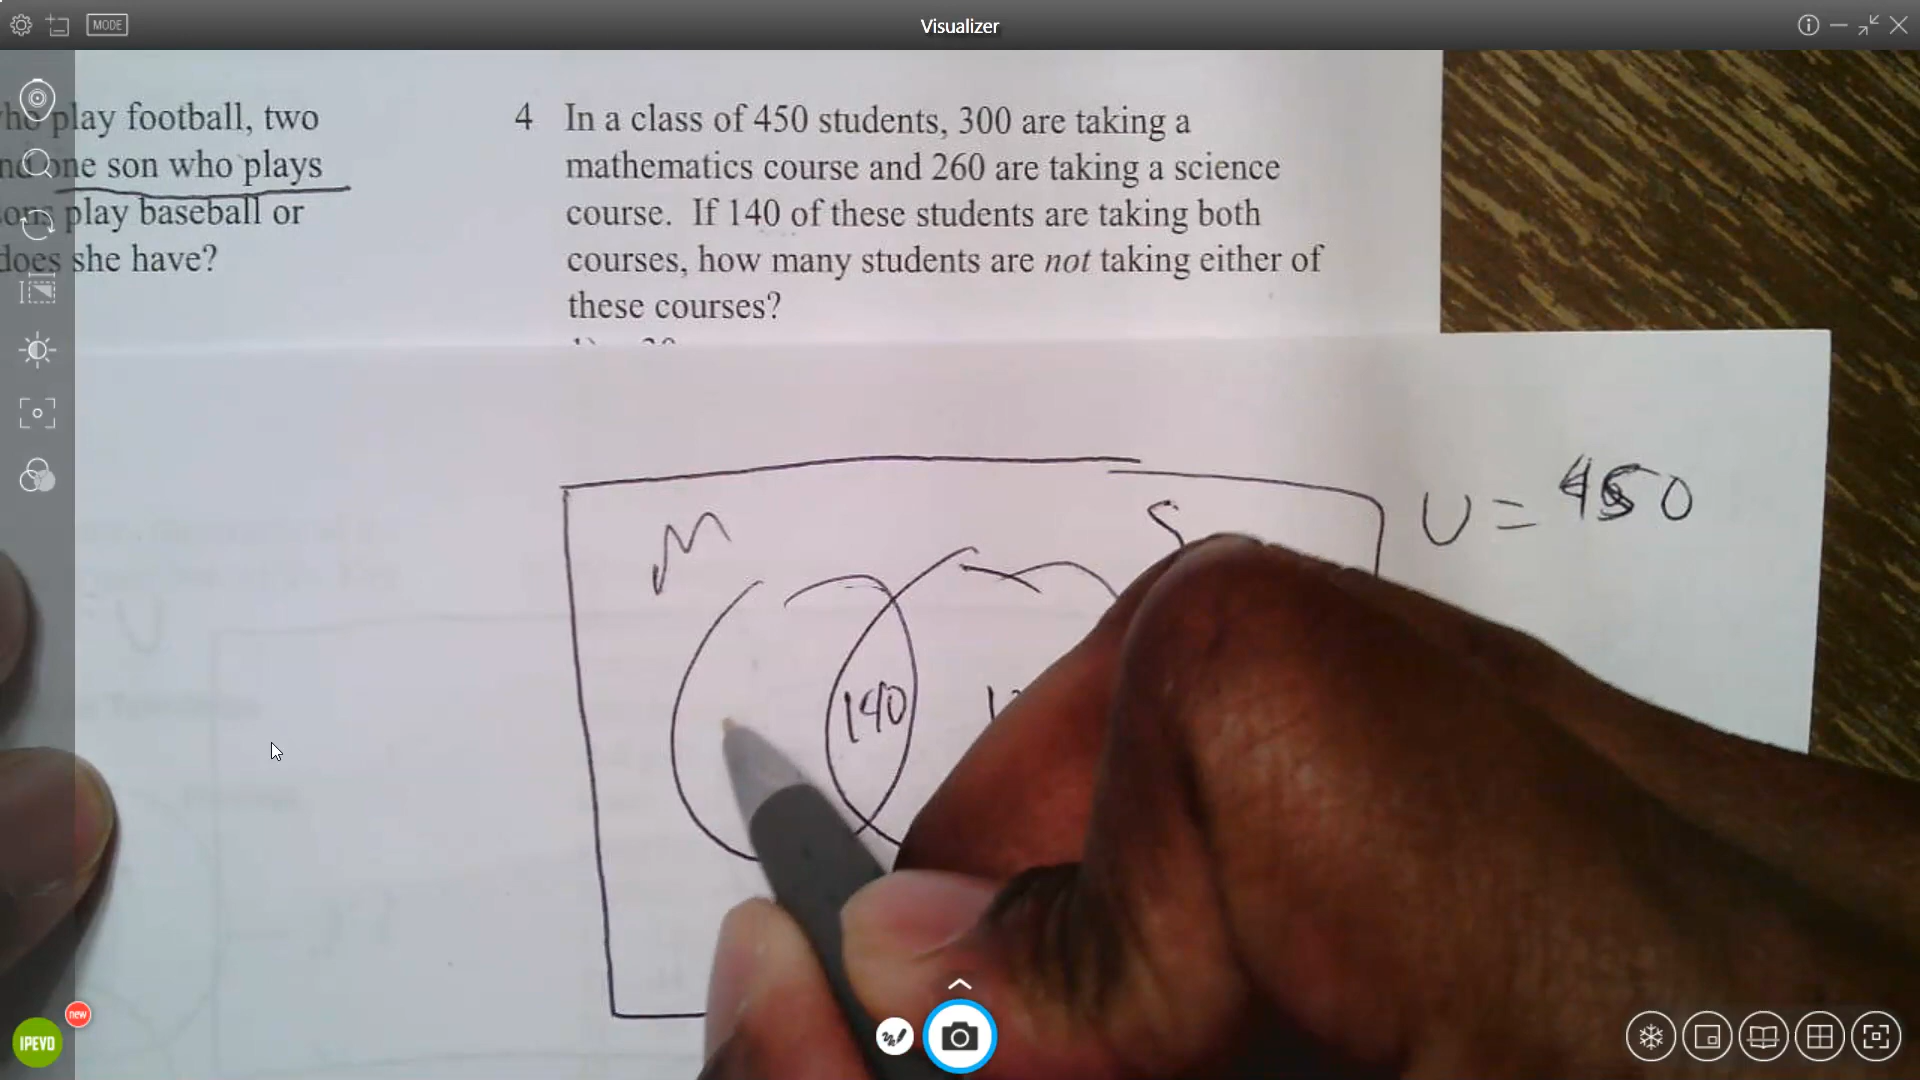 MODE
Visualizer
who play football, two
one son who plays
play baseball or
does she have?
4 In a class of 450 students, 300 are taking a
mathematics course and 260 are taking a science
course. If 140 of these students are taking both
courses, how many students are not taking either of
these courses?
M
S
U = 450
140
new
IPEVO